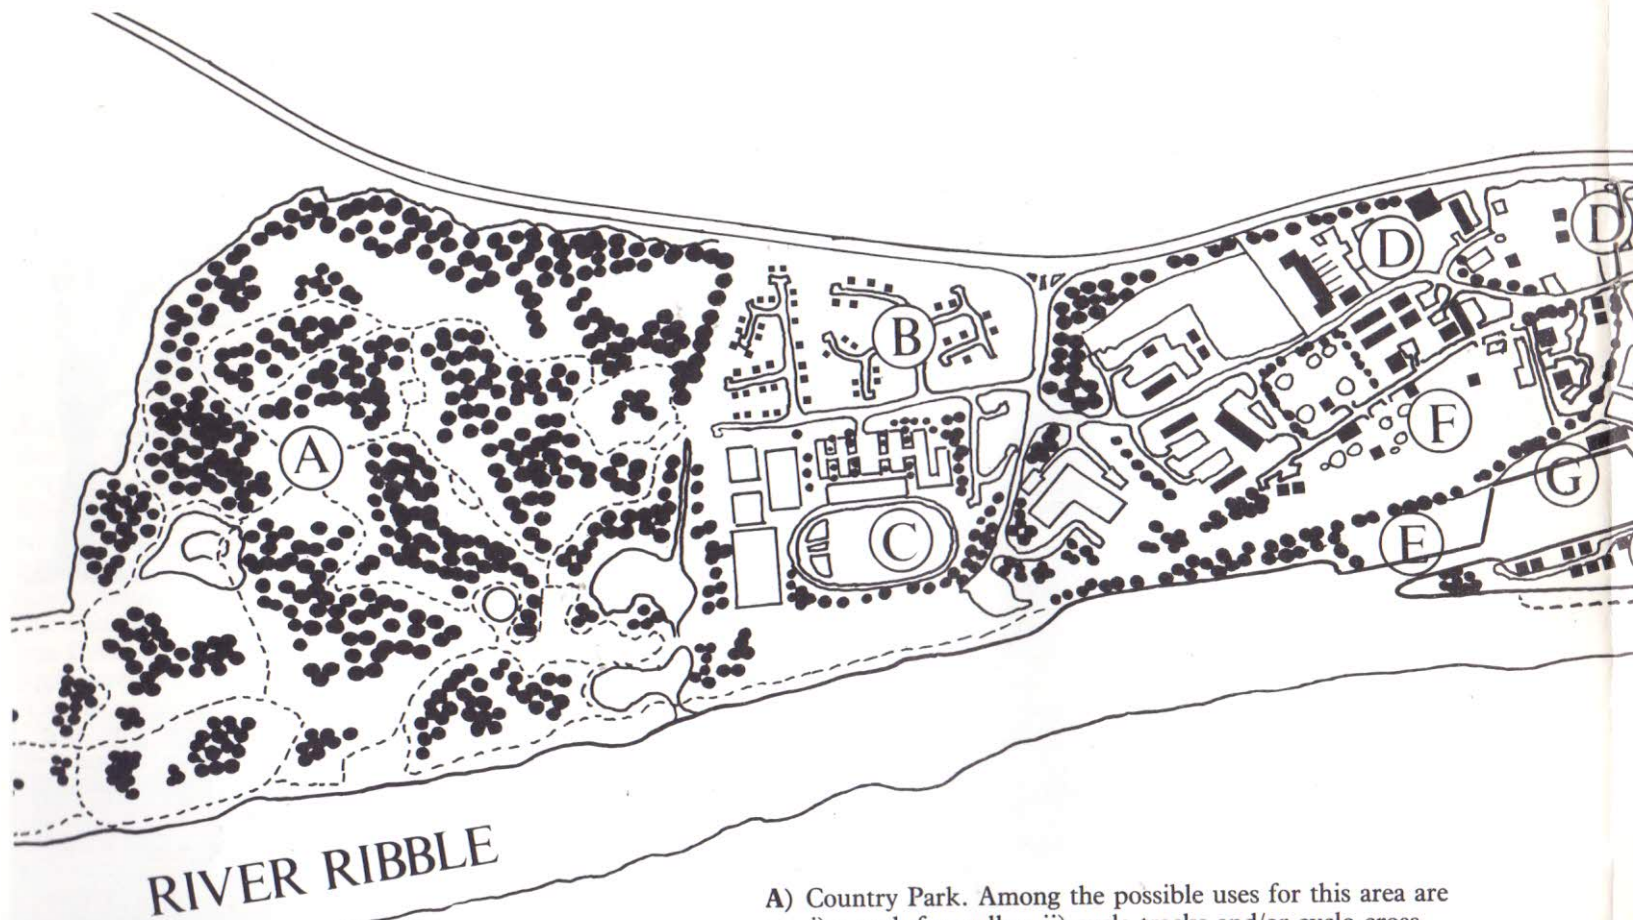 D
D
B
A
F
G
C
E
RIVER RIBBLE
A) Country Park. Among the possible uses for this area are